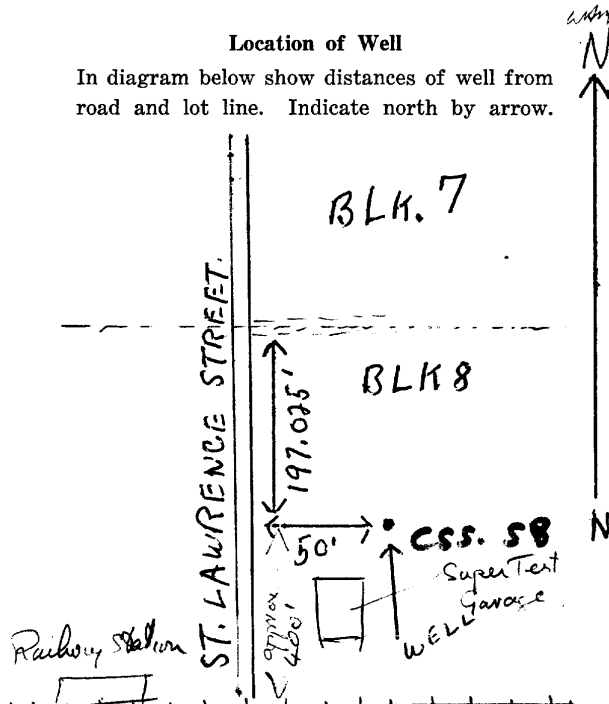 Location of Well
In diagram below show distances of well from
road and lot line. Indicate north by arrow.
N
BLK. 7
ST. LAWRENCE STREET.
BLK 8
197.025'
50'
CSS. 58
N
Super Test
Garage
WELL
approx
400'
Railway Station